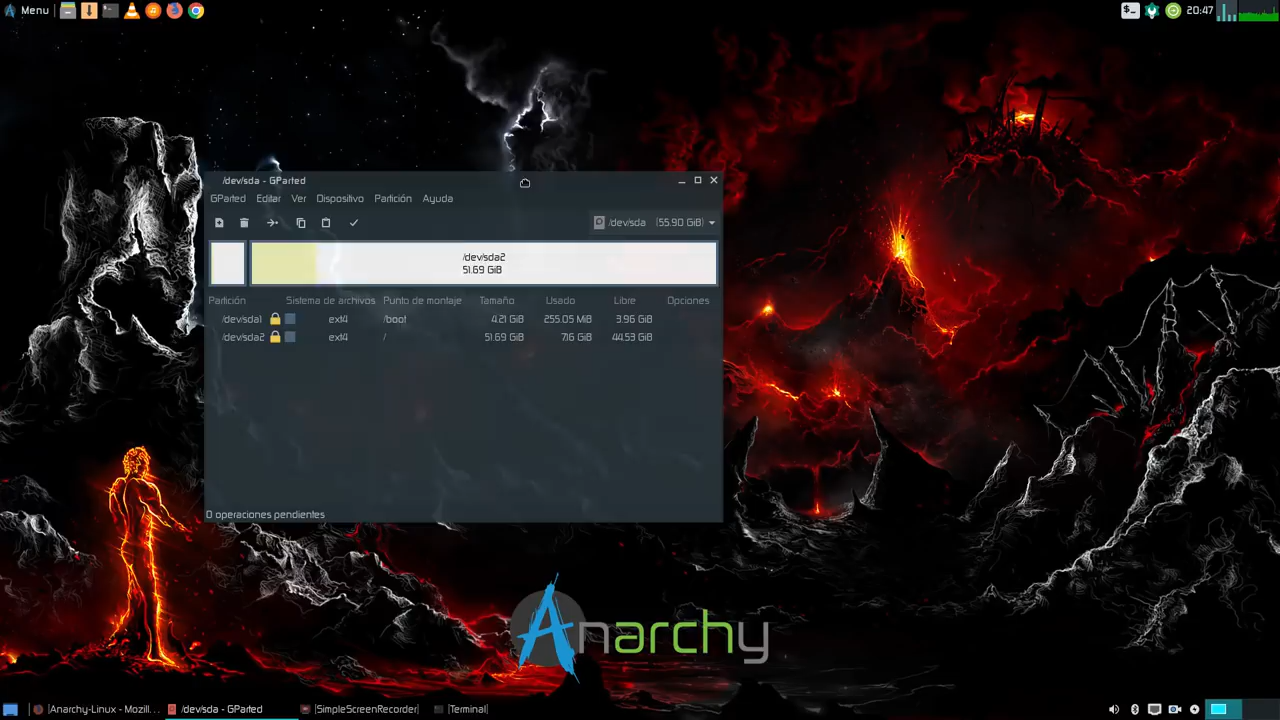 Menu
20:47
/dev/sda - GParted
GParted Editar Ver Dispositivo Partición Ayuda
/dev/sda (55.90 GiB)
/dev/sda2
51.69 GiB
Partición Sistema de archivos Punto de montaje Tamaño Usado Libre Opciones
/dev/sda1 ext4 /boot 4.21 GiB 255.05 MiB 3.96 GiB
/dev/sda2 ext4 / 51.69 GiB 7.16 GiB 44.53 GiB
0 operaciones pendientes
Anarchy
[Anarchy-Linux - Mozill... /dev/sda - GParted [SimpleScreenRecorder] [Terminal]